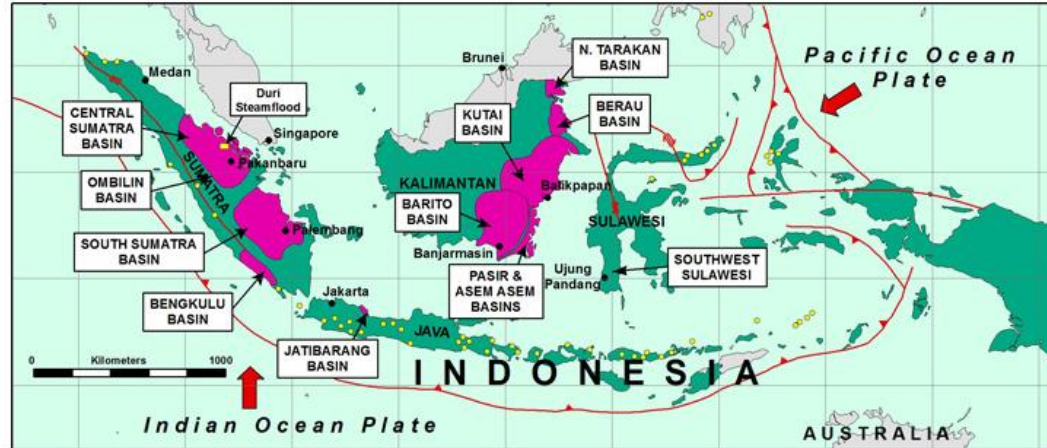 N. TARAKAN
BASIN
Brunei
Pacific Ocean
Plate
Medan
Duri
Steamflood
KUTAI
BASIN
BERAU
BASIN
CENTRAL
SUMATRA
BASIN
Singapore
Pakanbaru
OMBILIN
BASIN
SUMATRA
KALIMANTAN
Balikpapan
BARITO
BASIN
SULAWESI
Palembang
SOUTH SUMATRA
BASIN
Banjarmasin
PASIR &
ASEM ASEM
BASINS
Ujung
Pandang
SOUTHWEST
SULAWESI
BENGKULU
BASIN
Jakarta
JAVA
JATIBARANG
BASIN
0 Kilometers 1000
INDONESIA
Indian Ocean Plate
AUSTRALIA